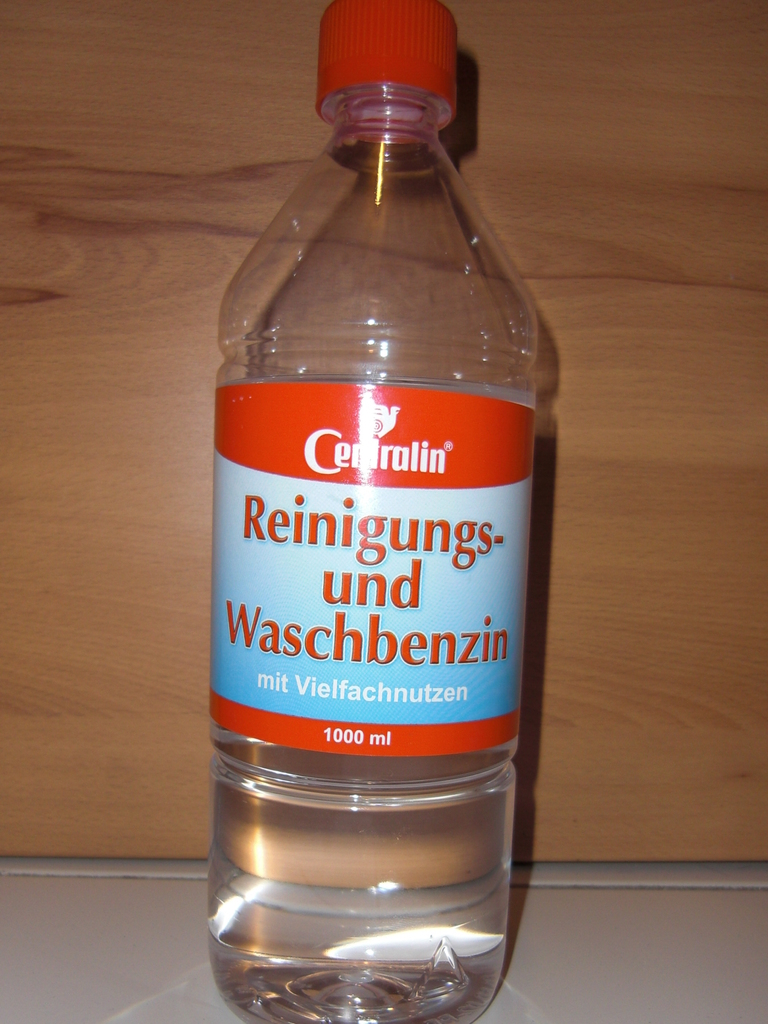 Centralin®
Reinigungs-
und
Waschbenzin
mit Vielfachnutzen
1000 ml